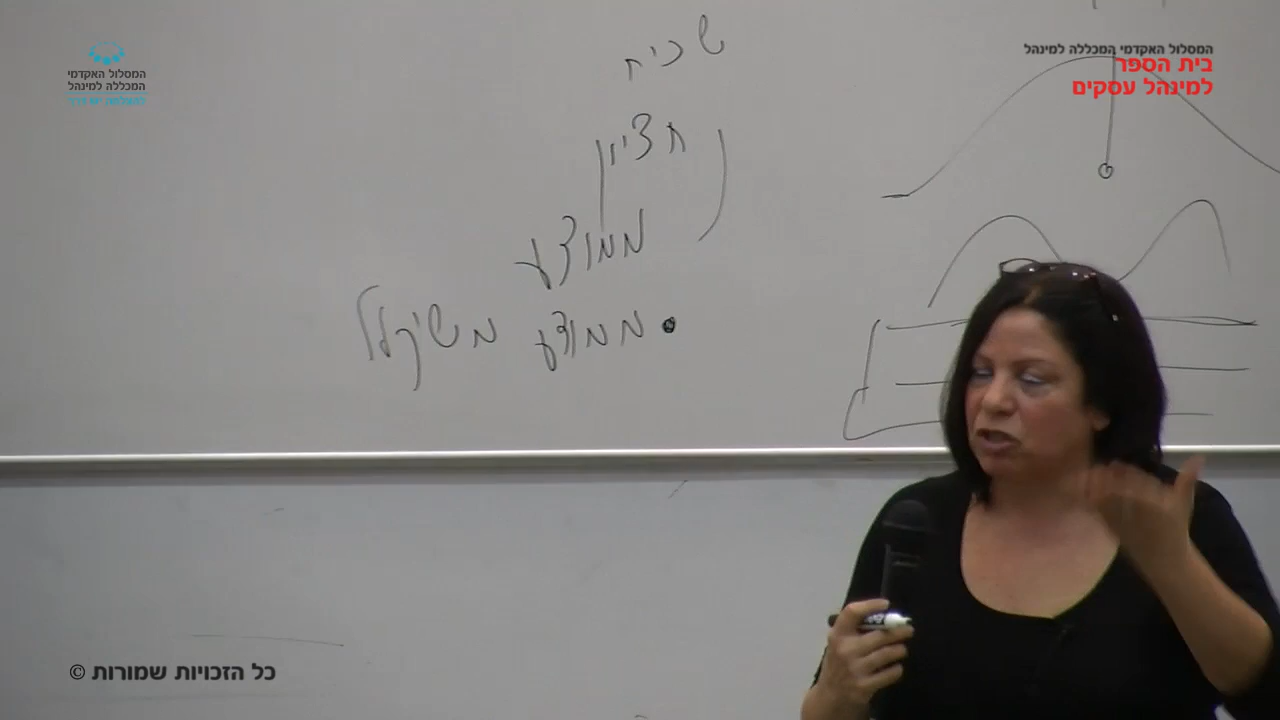 המסלול האקדמי המכללה למינהל
בית הספר
למינהל עסקים
המסלול האקדמי
המכללה למינהל
שכיח
חציון
ממוצע
ממוצע משוקלל
כל הזכויות שמורות ©